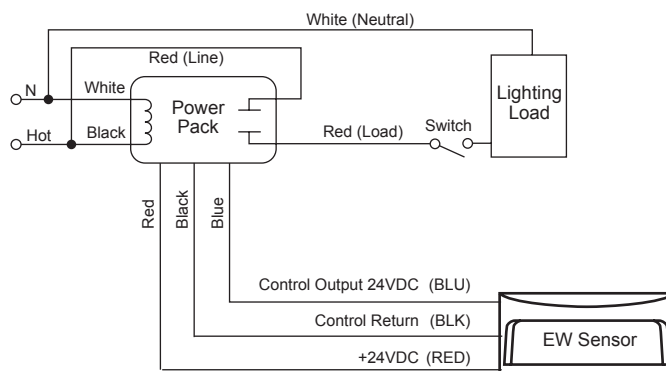 White (Neutral)
Red (Line)
N
White
Power
Pack
Lighting
Load
Hot
Black
Red (Load)
Switch
Red
Black
Blue
Control Output 24VDC (BLU)
Control Return (BLK)
EW Sensor
+24VDC (RED)